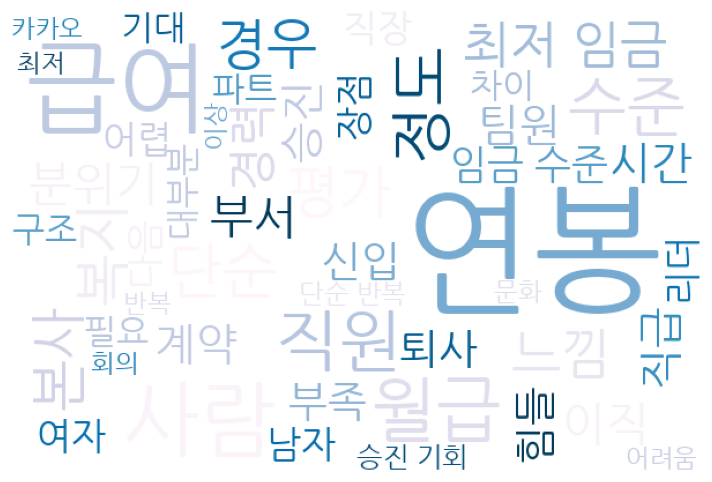 카카오
기대
경우
직장
최저 임금
최저
급여
파트
정도
차이
수준
어렵
이상
경력
승진
장점
팀원
분위기
대부분
평가
임금 수준
시간
구조
복지
다음
단순
부서
연봉
신입
리더
반복
단순 반복
문화
본사
필요
회의
계약
직원
퇴사
느낌
직급
사람
부족
월급
힘들
이직
여자
남자
승진 기회
어려움